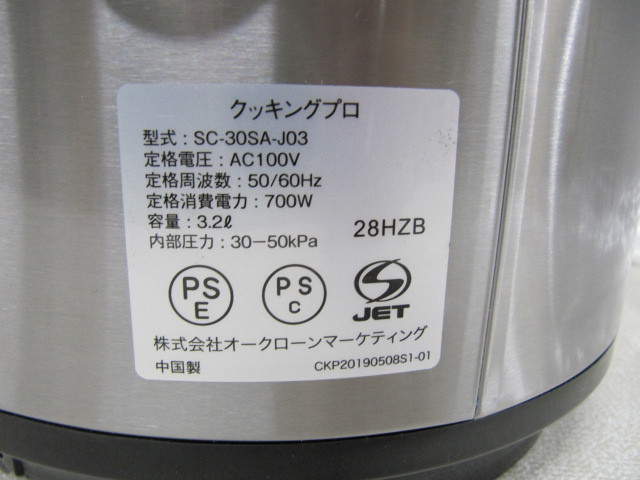 クッキングプロ
型式：SC-30SA-J03
定格電圧：AC100V
定格周波数：50/60Hz
定格消費電力：700W
容量：3.2ℓ
内部圧力：30－50kPa
28HZB
PS
E
PS
C
JET
株式会社オークローンマーケティング
中国製
CKP20190508S1-01